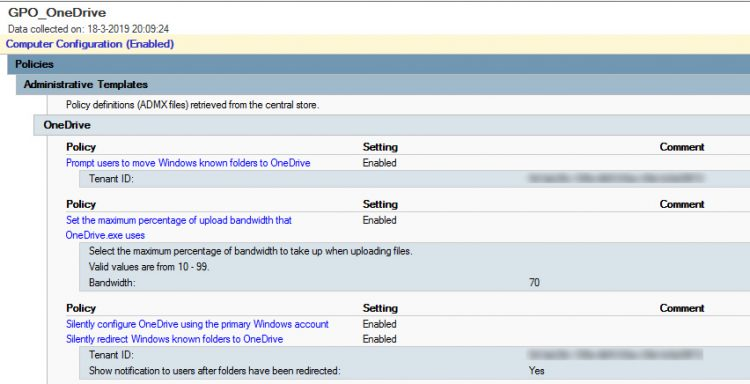 GPO_OneDrive
Data collected on: 18-3-2019 20:09:24
Computer Configuration (Enabled)
Policies
Administrative Templates
Policy definitions (ADMX files) retrieved from the central store.
OneDrive
Policy Setting Comment
Prompt users to move Windows known folders to OneDrive Enabled
Tenant ID:
Policy Setting Comment
Set the maximum percentage of upload bandwidth that Enabled
OneDrive.exe uses
Select the maximum percentage of bandwidth to take up when uploading files.
Valid values are from 10 - 99.
Bandwidth: 70
Policy Setting Comment
Silently configure OneDrive using the primary Windows account Enabled
Silently redirect Windows known folders to OneDrive Enabled
Tenant ID:
Show notification to users after folders have been redirected: Yes